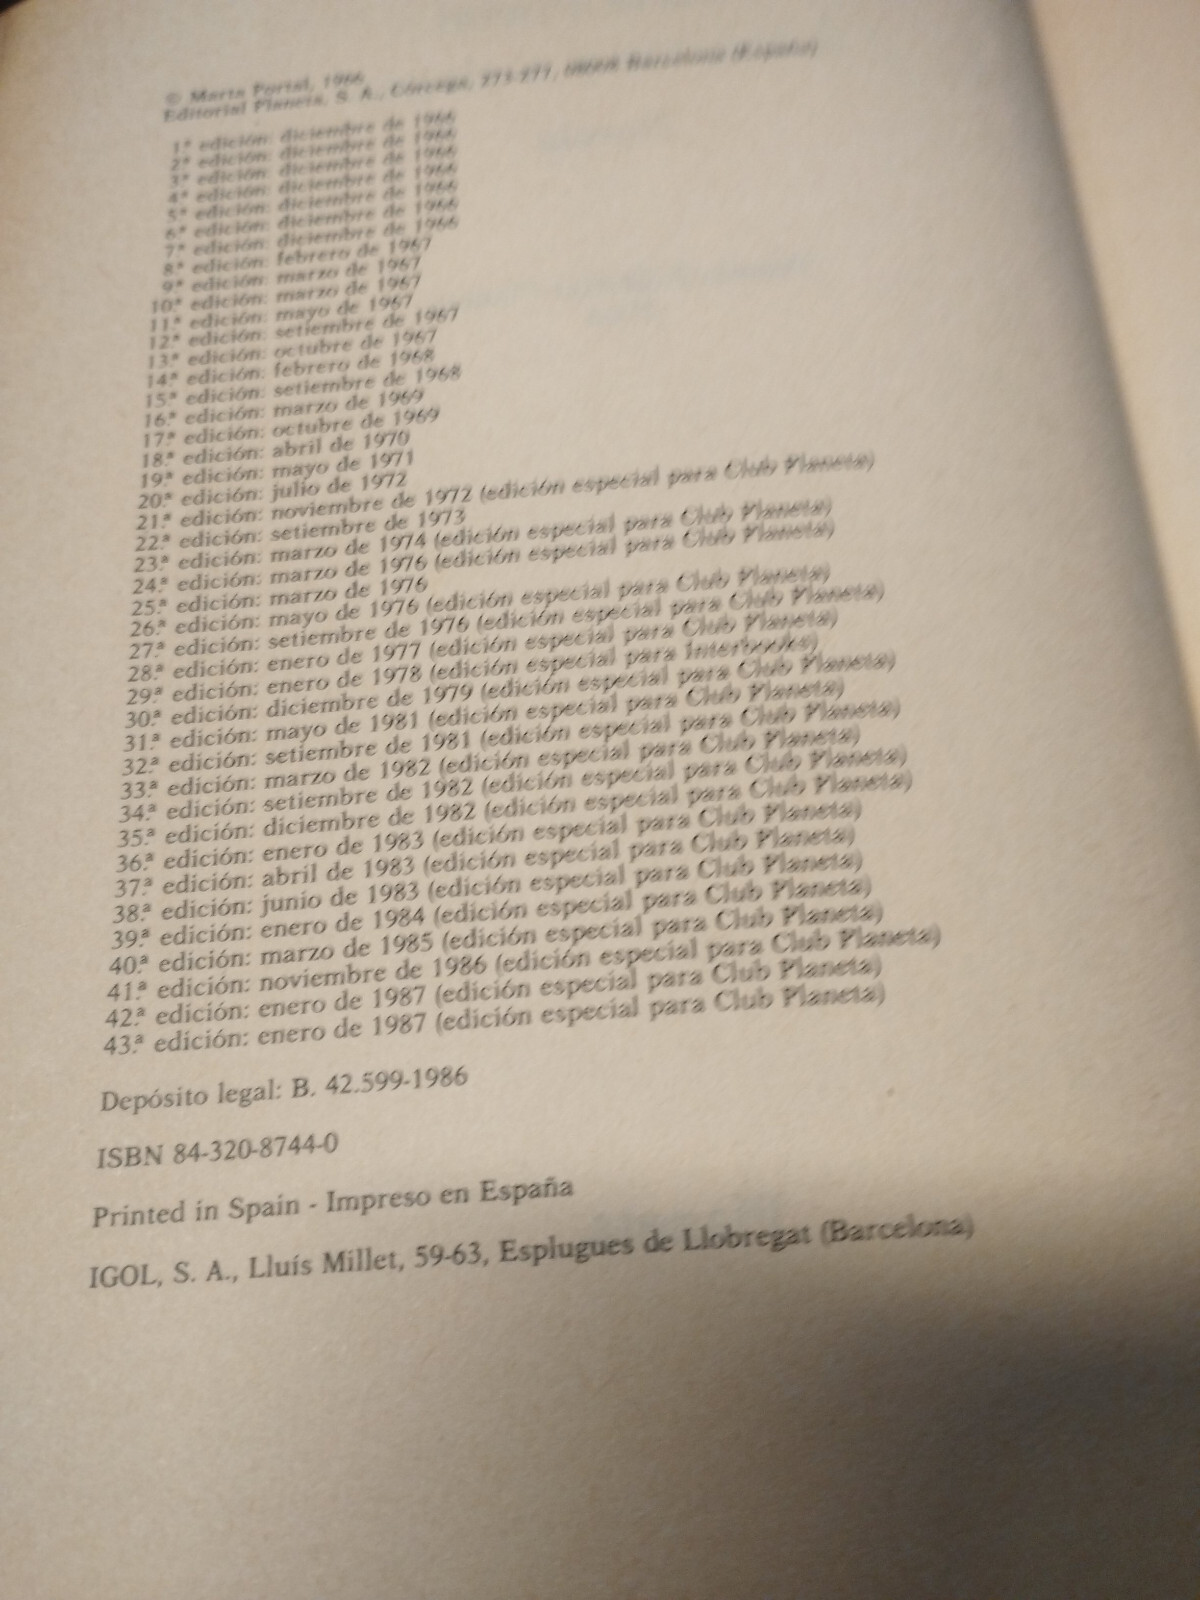 © Marta Portal, 1966
Editorial Planeta, S. A., Córcega, 273-277, 08008 Barcelona (España)
1.ª edición: diciembre de 1966
2.ª edición: diciembre de 1966
3.ª edición: diciembre de 1966
4.ª edición: diciembre de 1966
5.ª edición: diciembre de 1966
6.ª edición: diciembre de 1966
7.ª edición: diciembre de 1966
8.ª edición: febrero de 1967
9.ª edición: marzo de 1967
10.ª edición: marzo de 1967
11.ª edición: mayo de 1967
12.ª edición: setiembre de 1967
13.ª edición: octubre de 1967
14.ª edición: febrero de 1968
15.ª edición: setiembre de 1968
16.ª edición: marzo de 1969
17.ª edición: octubre de 1969
18.ª edición: abril de 1970
19.ª edición: mayo de 1971
20.ª edición: julio de 1972
21.ª edición: noviembre de 1972 (edición especial para Club Planeta)
22.ª edición: setiembre de 1973
23.ª edición: marzo de 1974 (edición especial para Club Planeta)
24.ª edición: marzo de 1976 (edición especial para Club Planeta)
25.ª edición: marzo de 1976
26.ª edición: mayo de 1976 (edición especial para Club Planeta)
27.ª edición: setiembre de 1976 (edición especial para Club Planeta)
28.ª edición: enero de 1977 (edición especial para Club Planeta)
29.ª edición: enero de 1978 (edición especial para Interbooks)
30.ª edición: diciembre de 1979 (edición especial para Club Planeta)
31.ª edición: mayo de 1981 (edición especial para Club Planeta)
32.ª edición: setiembre de 1981 (edición especial para Club Planeta)
33.ª edición: marzo de 1982 (edición especial para Club Planeta)
34.ª edición: setiembre de 1982 (edición especial para Club Planeta)
35.ª edición: diciembre de 1982 (edición especial para Club Planeta)
36.ª edición: enero de 1983 (edición especial para Club Planeta)
37.ª edición: abril de 1983 (edición especial para Club Planeta)
38.ª edición: junio de 1983 (edición especial para Club Planeta)
39.ª edición: enero de 1984 (edición especial para Club Planeta)
40.ª edición: marzo de 1985 (edición especial para Club Planeta)
41.ª edición: noviembre de 1986 (edición especial para Club Planeta)
42.ª edición: enero de 1987 (edición especial para Club Planeta)
43.ª edición: enero de 1987 (edición especial para Club Planeta)
Depósito legal: B. 42.599-1986
ISBN 84-320-8744-0
Printed in Spain - Impreso en España
IGOL, S. A., Lluís Millet, 59-63, Esplugues de Llobregat (Barcelona)